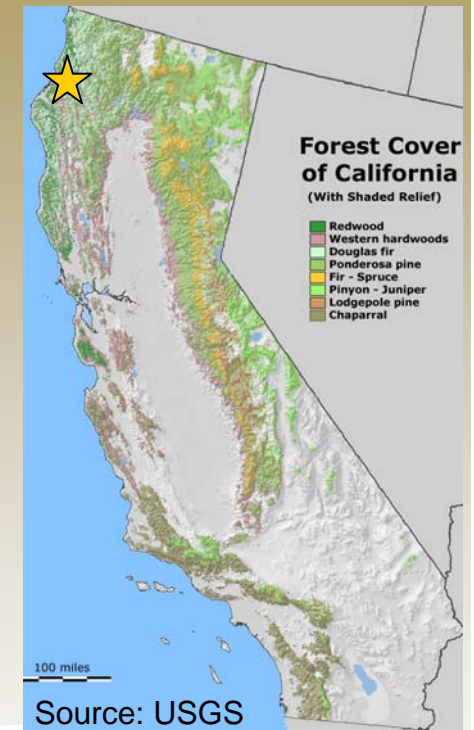 Forest Cover
of California
(With Shaded Relief)
Redwood
Western hardwoods
Douglas fir
Ponderosa pine
Fir - Spruce
Pinyon - Juniper
Lodgepole pine
Chaparral
100 miles
Source: USGS